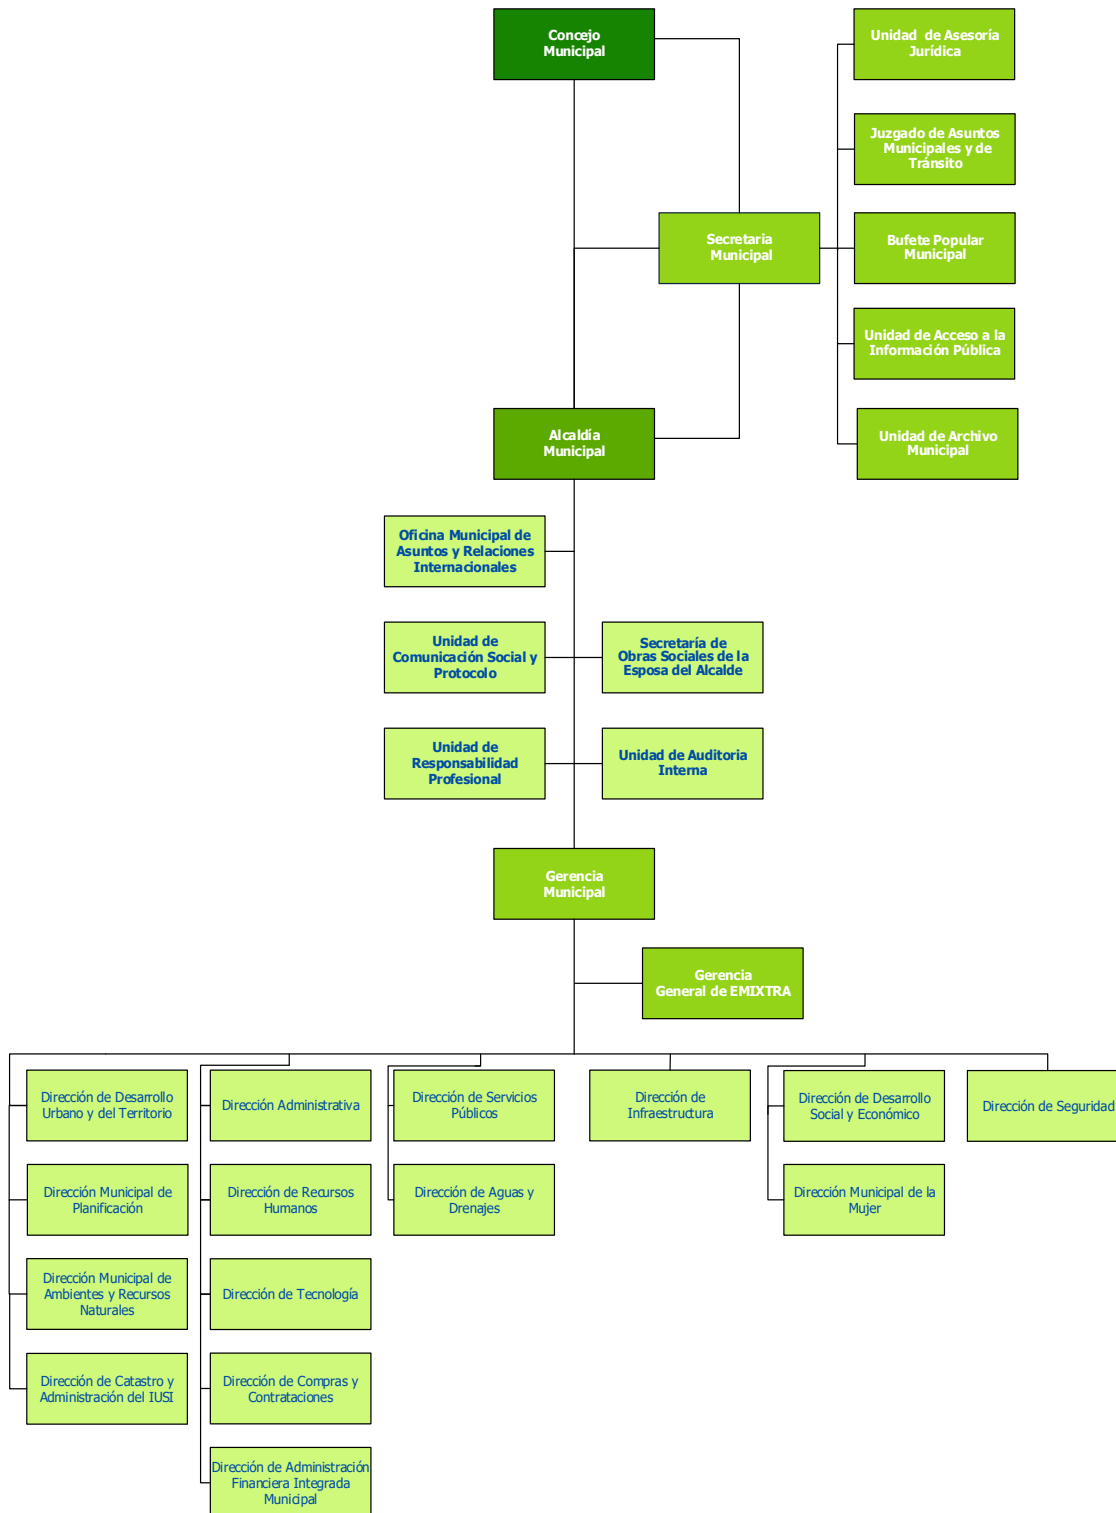 Concejo
Municipal
Unidad de Asesoría
Jurídica
Juzgado de Asuntos
Municipales y de
Tránsito
Secretaria
Municipal
Bufete Popular
Municipal
Unidad de Acceso a la
Información Pública
Alcaldía
Municipal
Unidad de Archivo
Municipal
Oficina Municipal de
Asuntos y Relaciones
Internacionales
Unidad de
Comunicación Social y
Protocolo
Secretaría de
Obras Sociales de la
Esposa del Alcalde
Unidad de
Responsabilidad
Profesional
Unidad de Auditoria
Interna
Gerencia
Municipal
Gerencia
General de EMIXTRA
Dirección de Desarrollo
Urbano y del Territorio
Dirección Administrativa
Dirección de Servicios
Públicos
Dirección de
Infraestructura
Dirección de Desarrollo
Social y Económico
Dirección de Seguridad
Dirección Municipal de
Planificación
Dirección de Recursos
Humanos
Dirección de Aguas y
Drenajes
Dirección Municipal de la
Mujer
Dirección Municipal de
Ambientes y Recursos
Naturales
Dirección de Tecnología
Dirección de Catastro y
Administración del IUSI
Dirección de Compras y
Contrataciones
Dirección de Administración
Financiera Integrada
Municipal